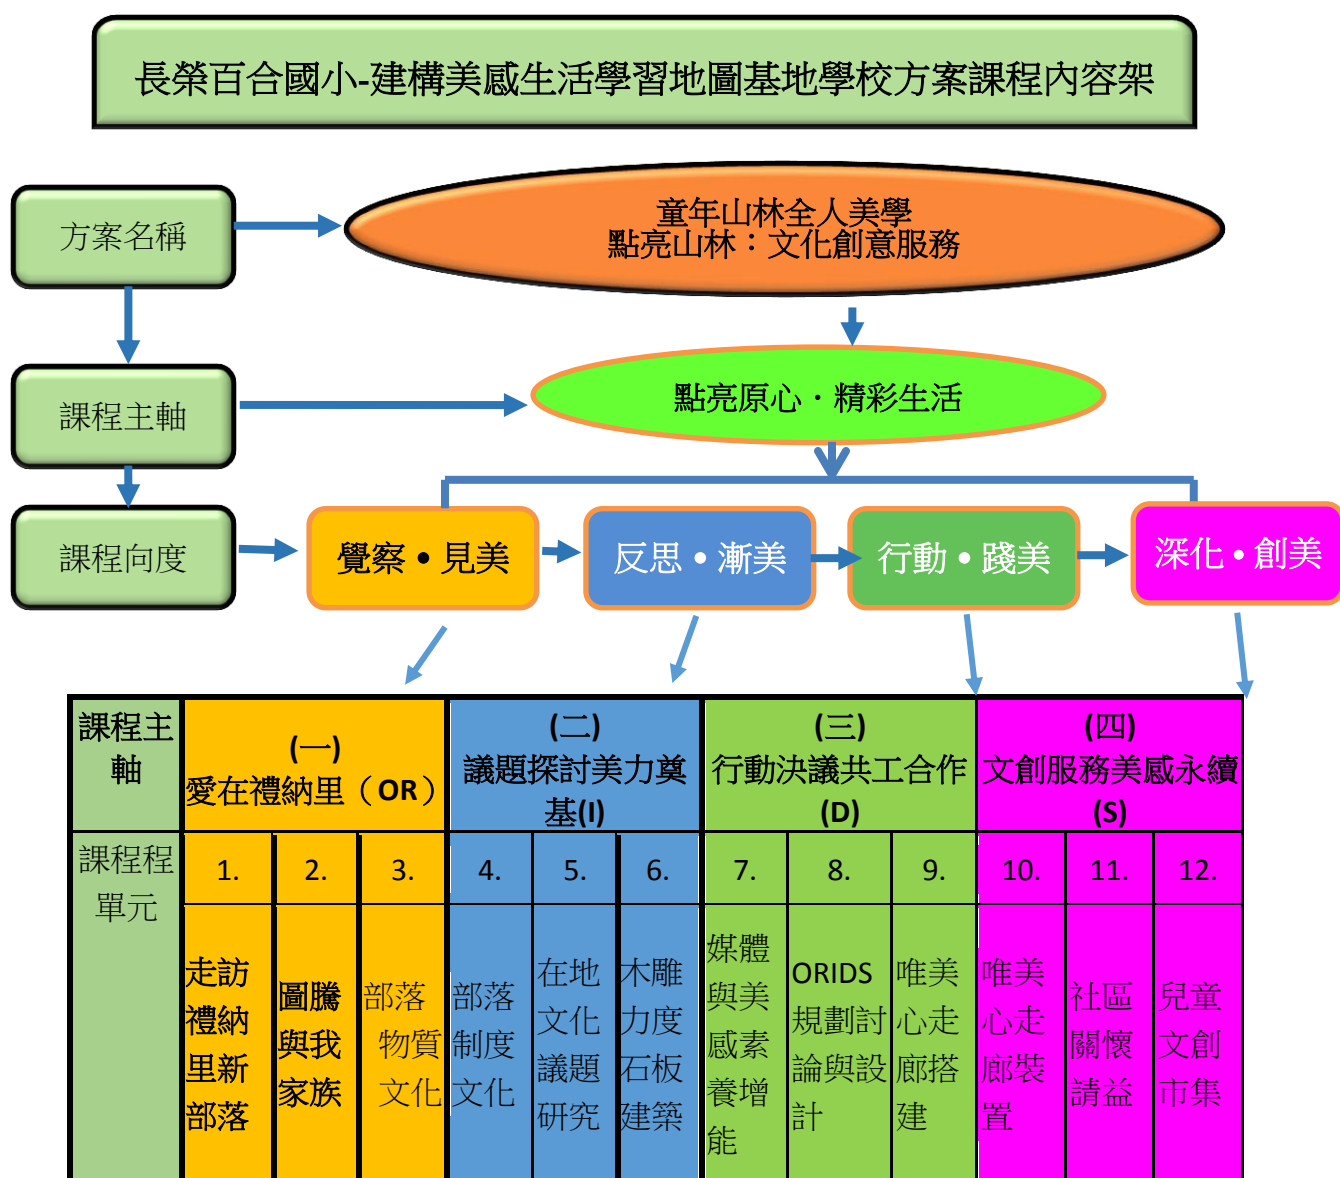 長榮百合國小-建構美感生活學習地圖基地學校方案課程內容架
方案名稱
童年山林全人美學
點亮山林：文化創意服務
課程主軸
點亮原心‧精彩生活
課程向度
覺察•見美
反思•漸美
行動•踐美
深化•創美
課程主
軸
(一)
愛在禮納里（OR）
(二)
議題探討美力奠
基(I)
(三)
行動決議共工合作
(D)
(四)
文創服務美感永續
(S)
課程程
單元
1.
2.
3.
4.
5.
6.
7.
8.
9.
10.
11.
12.
走訪
禮納
里新
部落
圖騰
與我
家族
部落
物質
文化
部落
制度
文化
在地
文化
議題
研究
木雕
力度
石板
建築
媒體
與美
感素
養增
能
ORIDS
規劃討
論與設
計
唯美
心走
廊搭
建
唯美
心走
廊裝
置
社區
關懷
請益
兒童
文創
市集